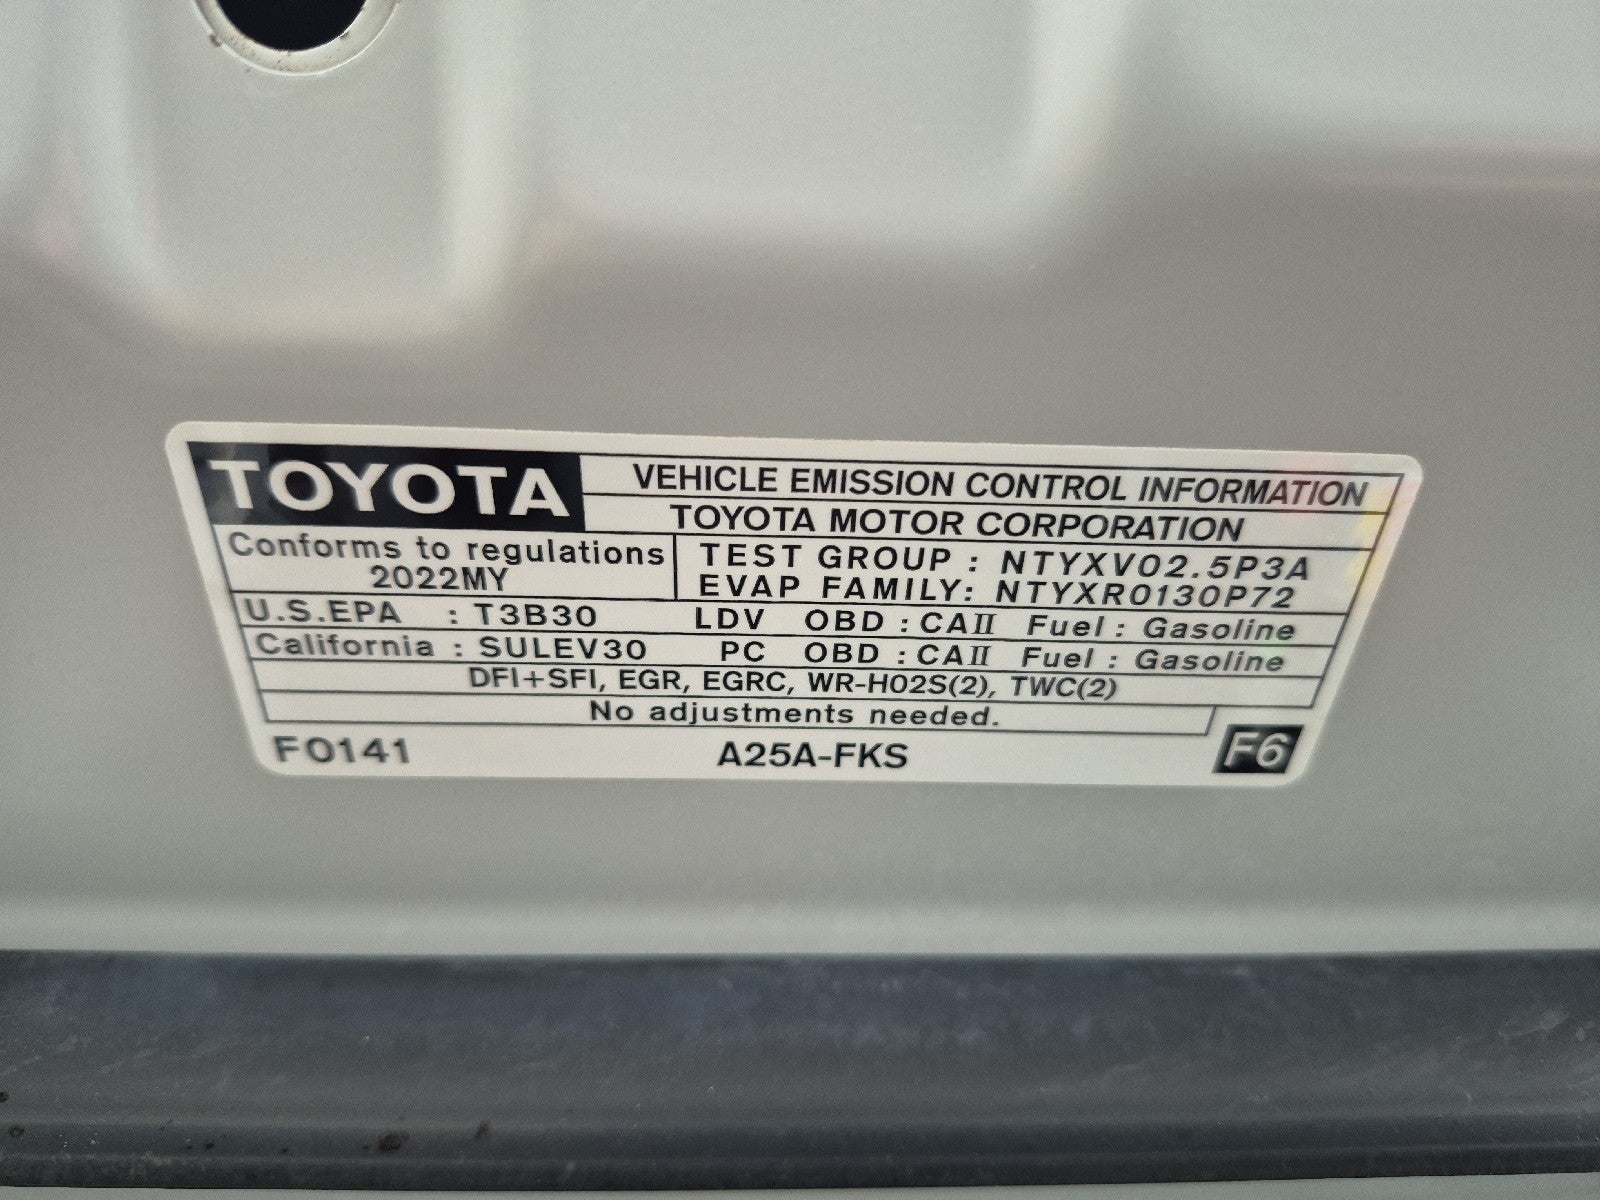 TOYOTA
VEHICLE EMISSION CONTROL INFORMATION
TOYOTA MOTOR CORPORATION
Conforms to regulations
2022MY
TEST GROUP : NTYXV02.5P3A
EVAP FAMILY: NTYXR0130P72
U.S.EPA : T3B30 LDV OBD : CAII Fuel : Gasoline
California : SULEV30 PC OBD : CAII Fuel : Gasoline
DFI+SFI, EGR, EGRC, WR-HO2S(2), TWC(2)
No adjustments needed.
F0141 A25A-FKS F6